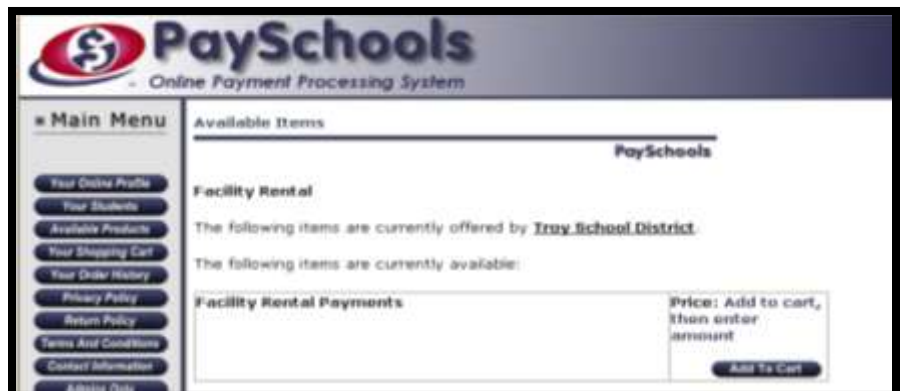 PaySchools
Online Payment Processing System
Main Menu
Your Online Profile
Your Students
Available Products
Your Shopping Cart
Your Order History
Privacy Policy
Return Policy
Terms And Conditions
Contact Information
Admins Only
Available Items
PaySchools
Facility Rental
The following items are currently offered by Troy School District.
The following items are currently available:
Facility Rental Payments
Price: Add to cart,
then enter
amount
Add To Cart